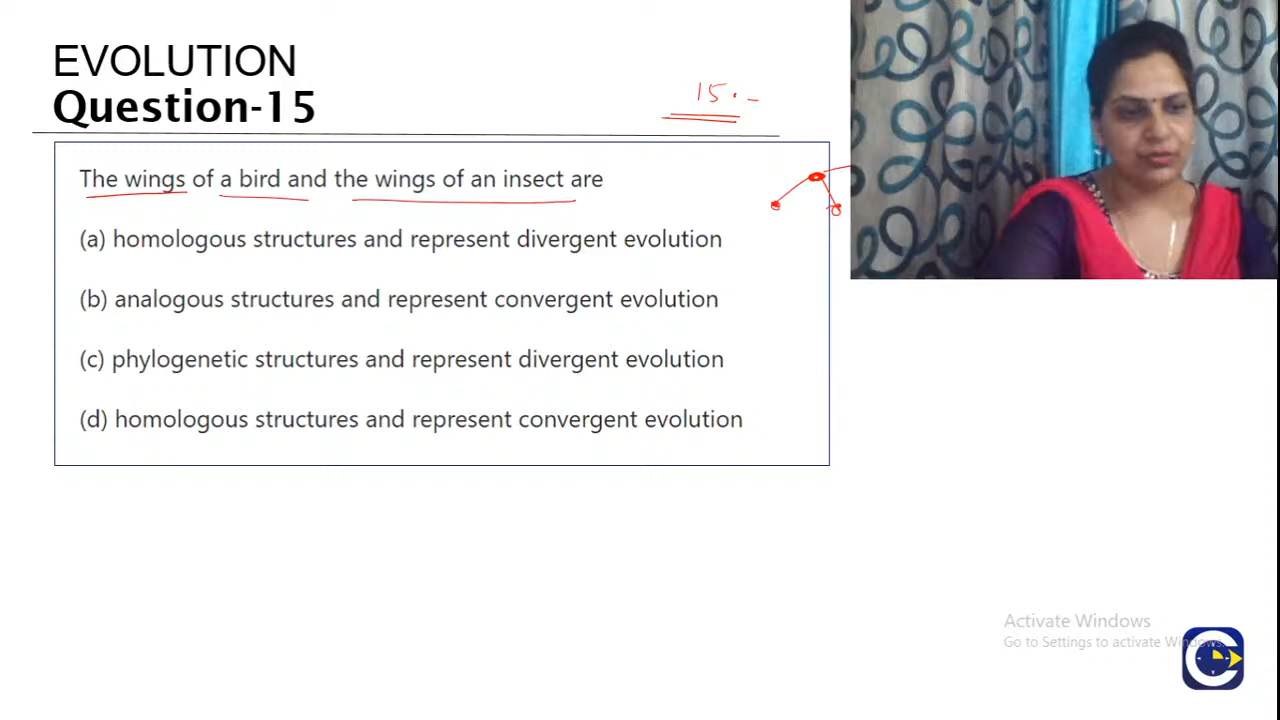 EVOLUTION
Question-15
15.
The wings of a bird and the wings of an insect are
(a) homologous structures and represent divergent evolution
(b) analogous structures and represent convergent evolution
(c) phylogenetic structures and represent divergent evolution
(d) homologous structures and represent convergent evolution
Activate Windows
Go to Settings to activate Windows.